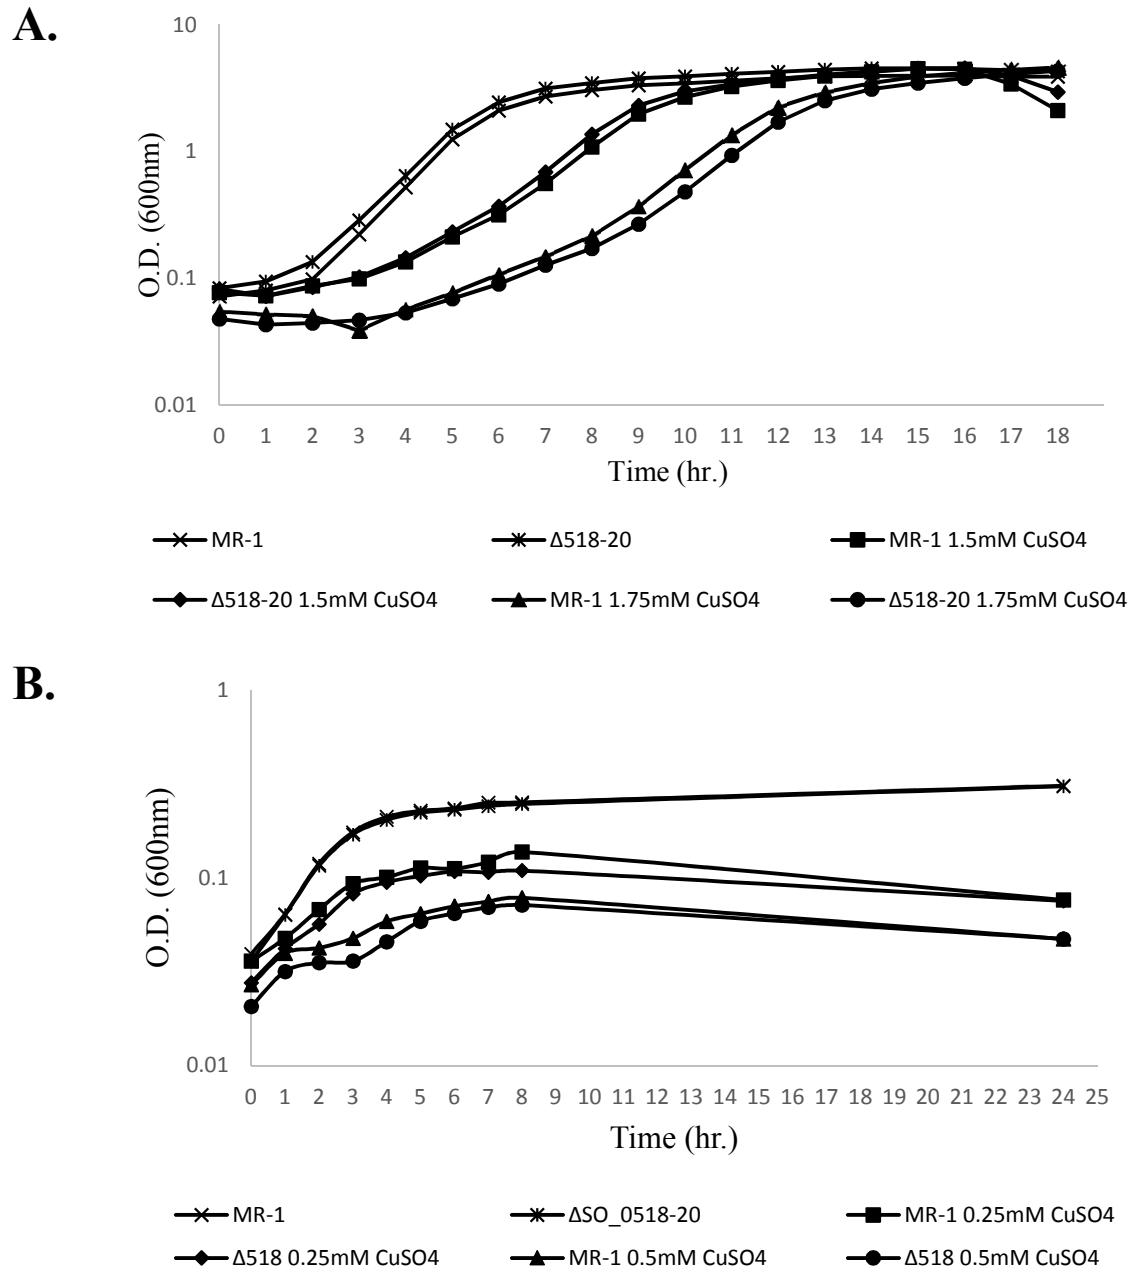 A.
10
1
0.1
0.01
O.D. (600nm)
0 1 2 3 4 5 6 7 8 9 10 11 12 13 14 15 16 17 18
Time (hr.)
MR-1 Δ518-20 MR-1 1.5mM CuSO4
Δ518-20 1.5mM CuSO4 MR-1 1.75mM CuSO4 Δ518-20 1.75mM CuSO4
B.
1
0.1
0.01
O.D. (600nm)
0 1 2 3 4 5 6 7 8 9 10 11 12 13 14 15 16 17 18 19 20 21 22 23 24 25
Time (hr.)
MR-1 ΔSO_0518-20 MR-1 0.25mM CuSO4
Δ518 0.25mM CuSO4 MR-1 0.5mM CuSO4 Δ518 0.5mM CuSO4